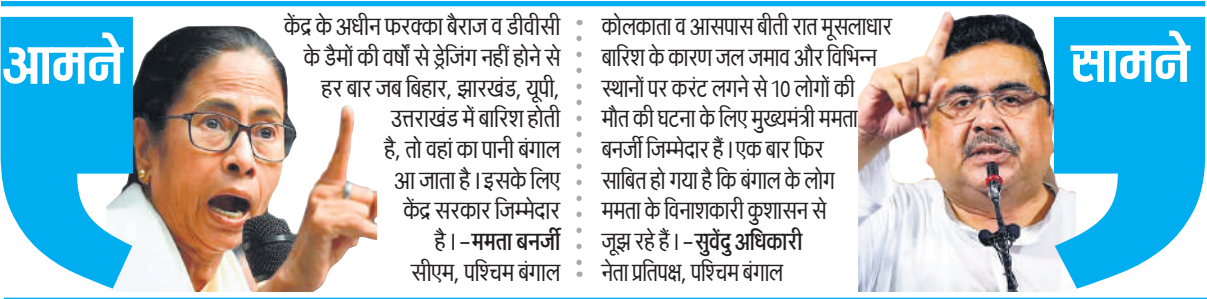 आमने
केंद्र के अधीन फरक्का बैराज व डीवीसी
के डैमों की वर्षों से ड्रेजिंग नहीं होने से
हर बार जब बिहार, झारखंड, यूपी,
उत्तराखंड में बारिश होती
है, तो वहां का पानी बंगाल
आ जाता है। इसके लिए
केंद्र सरकार जिम्मेदार
है। -ममता बनर्जी
सीएम, पश्चिम बंगाल
कोलकाता व आसपास बीती रात मूसलाधार
बारिश के कारण जल जमाव और विभिन्न
स्थानों पर करंट लगने से 10 लोगों की
मौत की घटना के लिए मुख्यमंत्री ममता
बनर्जी जिम्मेदार हैं। एक बार फिर
साबित हो गया है कि बंगाल के लोग
ममता के विनाशकारी कुशासन से
जूझ रहे हैं। -सुवेंदु अधिकारी
नेता प्रतिपक्ष, पश्चिम बंगाल
सामने